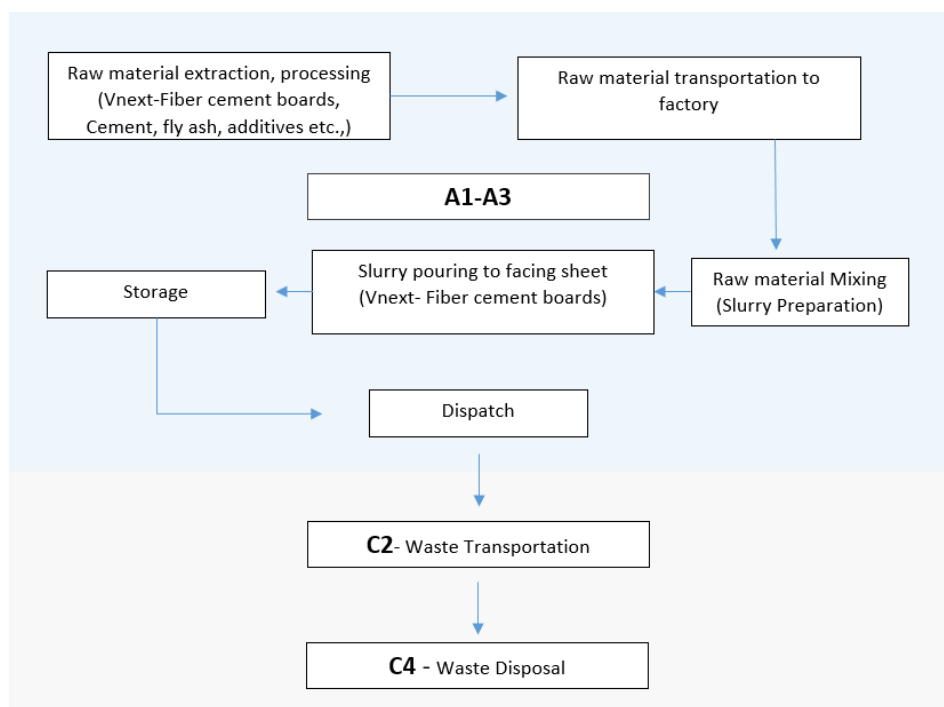 Raw material extraction, processing
(Vnext-Fiber cement boards,
Cement, fly ash, additives etc.,)
Raw material transportation to
factory
A1-A3
Slurry pouring to facing sheet
(Vnext- Fiber cement boards)
Raw material Mixing
(Slurry Preparation)
Storage
Dispatch
C2- Waste Transportation
C4 - Waste Disposal